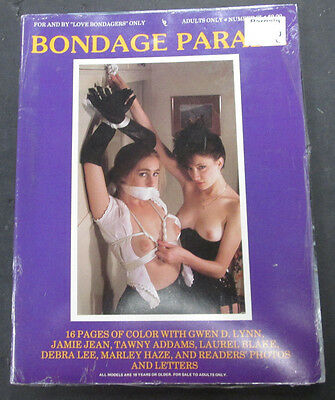 FOR AND BY "LOVE BONDAGERS" ONLY
ADULTS ONLY
BONDAGE PARA
16 PAGES OF COLOR WITH GWEN D. LYNN,
JAMIE JEAN, TAWNY ADDAMS, LAUREL BLAKE,
DEBRA LEE, MARLEY HAZE, AND READERS' PHOTOS
AND LETTERS
ALL MODELS ARE 18 YEARS OR OLDER. FOR SALE TO ADULTS ONLY.